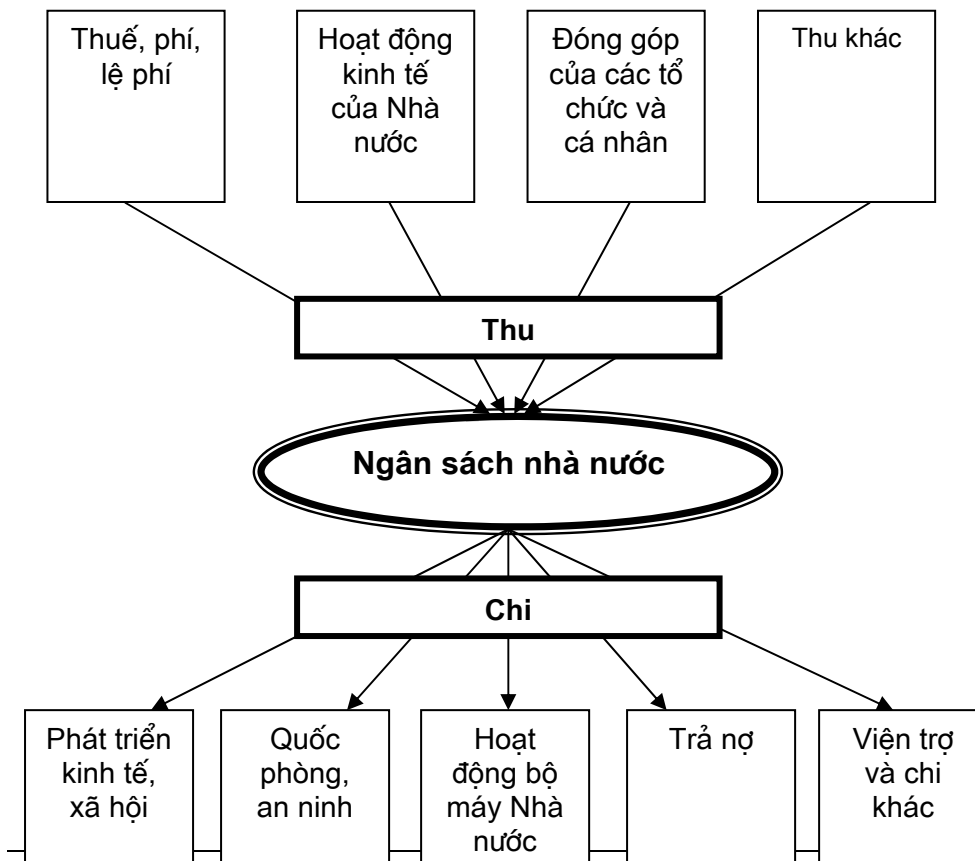 Thuế, phí,
lệ phí
Hoạt động
kinh tế
của Nhà
nước
Đóng góp
của các tổ
chức và
cá nhân
Thu khác
Thu
Ngân sách nhà nước
Chi
Phát triển
kinh tế,
xã hội
Quốc
phòng,
an ninh
Hoạt
động bộ
máy Nhà
nước
Trả nợ
Viện trợ
và chi
khác